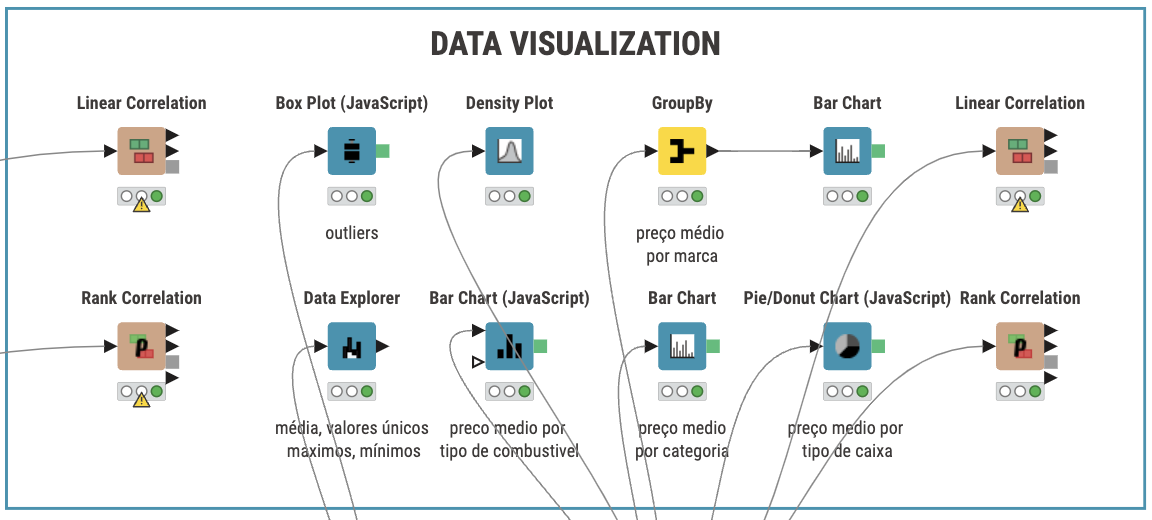 DATA VISUALIZATION
Linear Correlation
Box Plot (JavaScript)
Density Plot
GroupBy
Bar Chart
Linear Correlation
outliers
preço médio
por marca
Rank Correlation
Data Explorer
Bar Chart (JavaScript)
Bar Chart
Pie/Donut Chart (JavaScript)
Rank Correlation
média, valores únicos
maximos, mínimos
preco medio por
tipo de combustivel
preço medio
por categoria
preço medio por
tipo de caixa